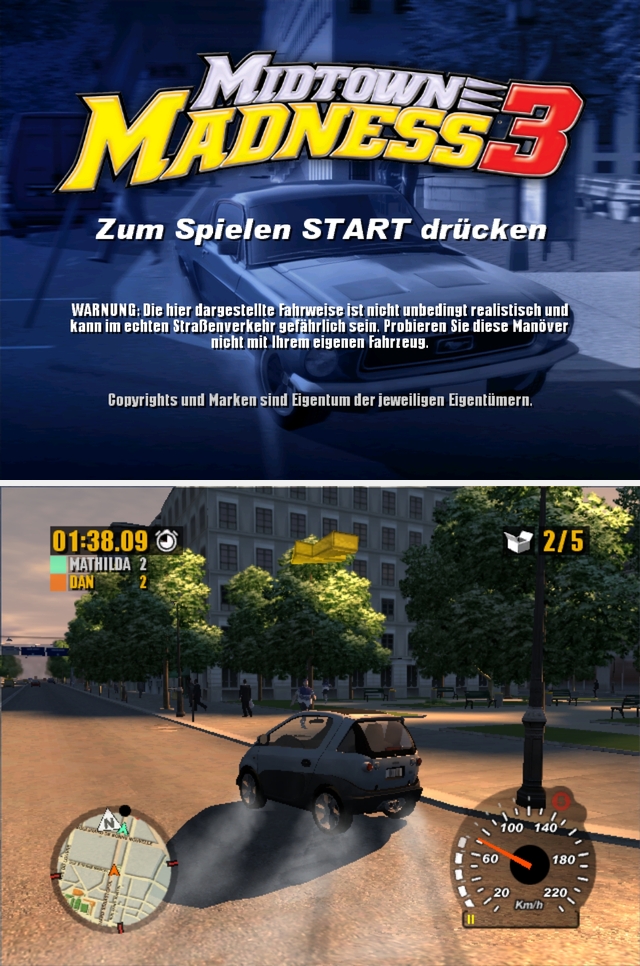 MIDTOWN
MADNESS 3
Zum Spielen START drücken
WARNUNG: Die hier dargestellte Fahrweise ist nicht unbedingt realistisch und
kann im echten Straßenverkehr gefährlich sein. Probieren Sie diese Manöver
nicht mit Ihrem eigenen Fahrzeug.
Copyrights und Marken sind Eigentum der jeweiligen Eigentümern.
01:38.09
2/5
MATHILDA 2
DAN 2
N
100 140
60 180
20 220
Km/h